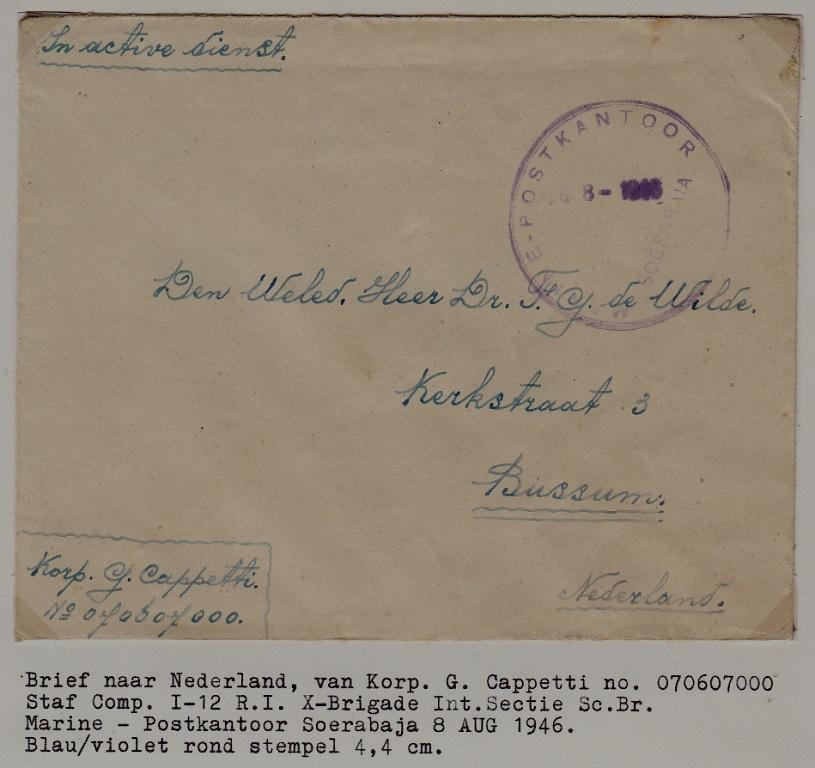 In active dienst.
E-POSTKANTOOR
8- 1946
SOERABAJA
Den Weled. Heer Dr. F. G. de Wilde.
Kerkstraat 3
Bussum.
Nederland.
Korp. G. Cappetti.
No 070607000.
Brief naar Nederland, van Korp. G. Cappetti no. 070607000
Staf Comp. I-12 R.I. X-Brigade Int.Sectie Sc.Br.
Marine - Postkantoor Soerabaja 8 AUG 1946.
Blau/violet rond stempel 4,4 cm.